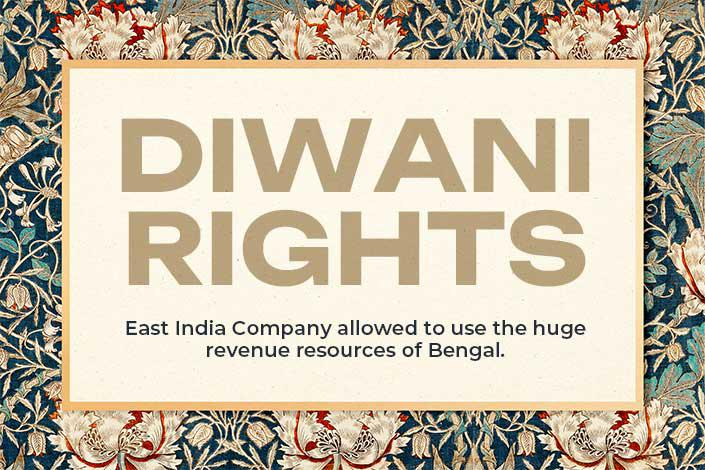 DIWANI
RIGHTS
East India Company allowed to use the huge
revenue resources of Bengal.